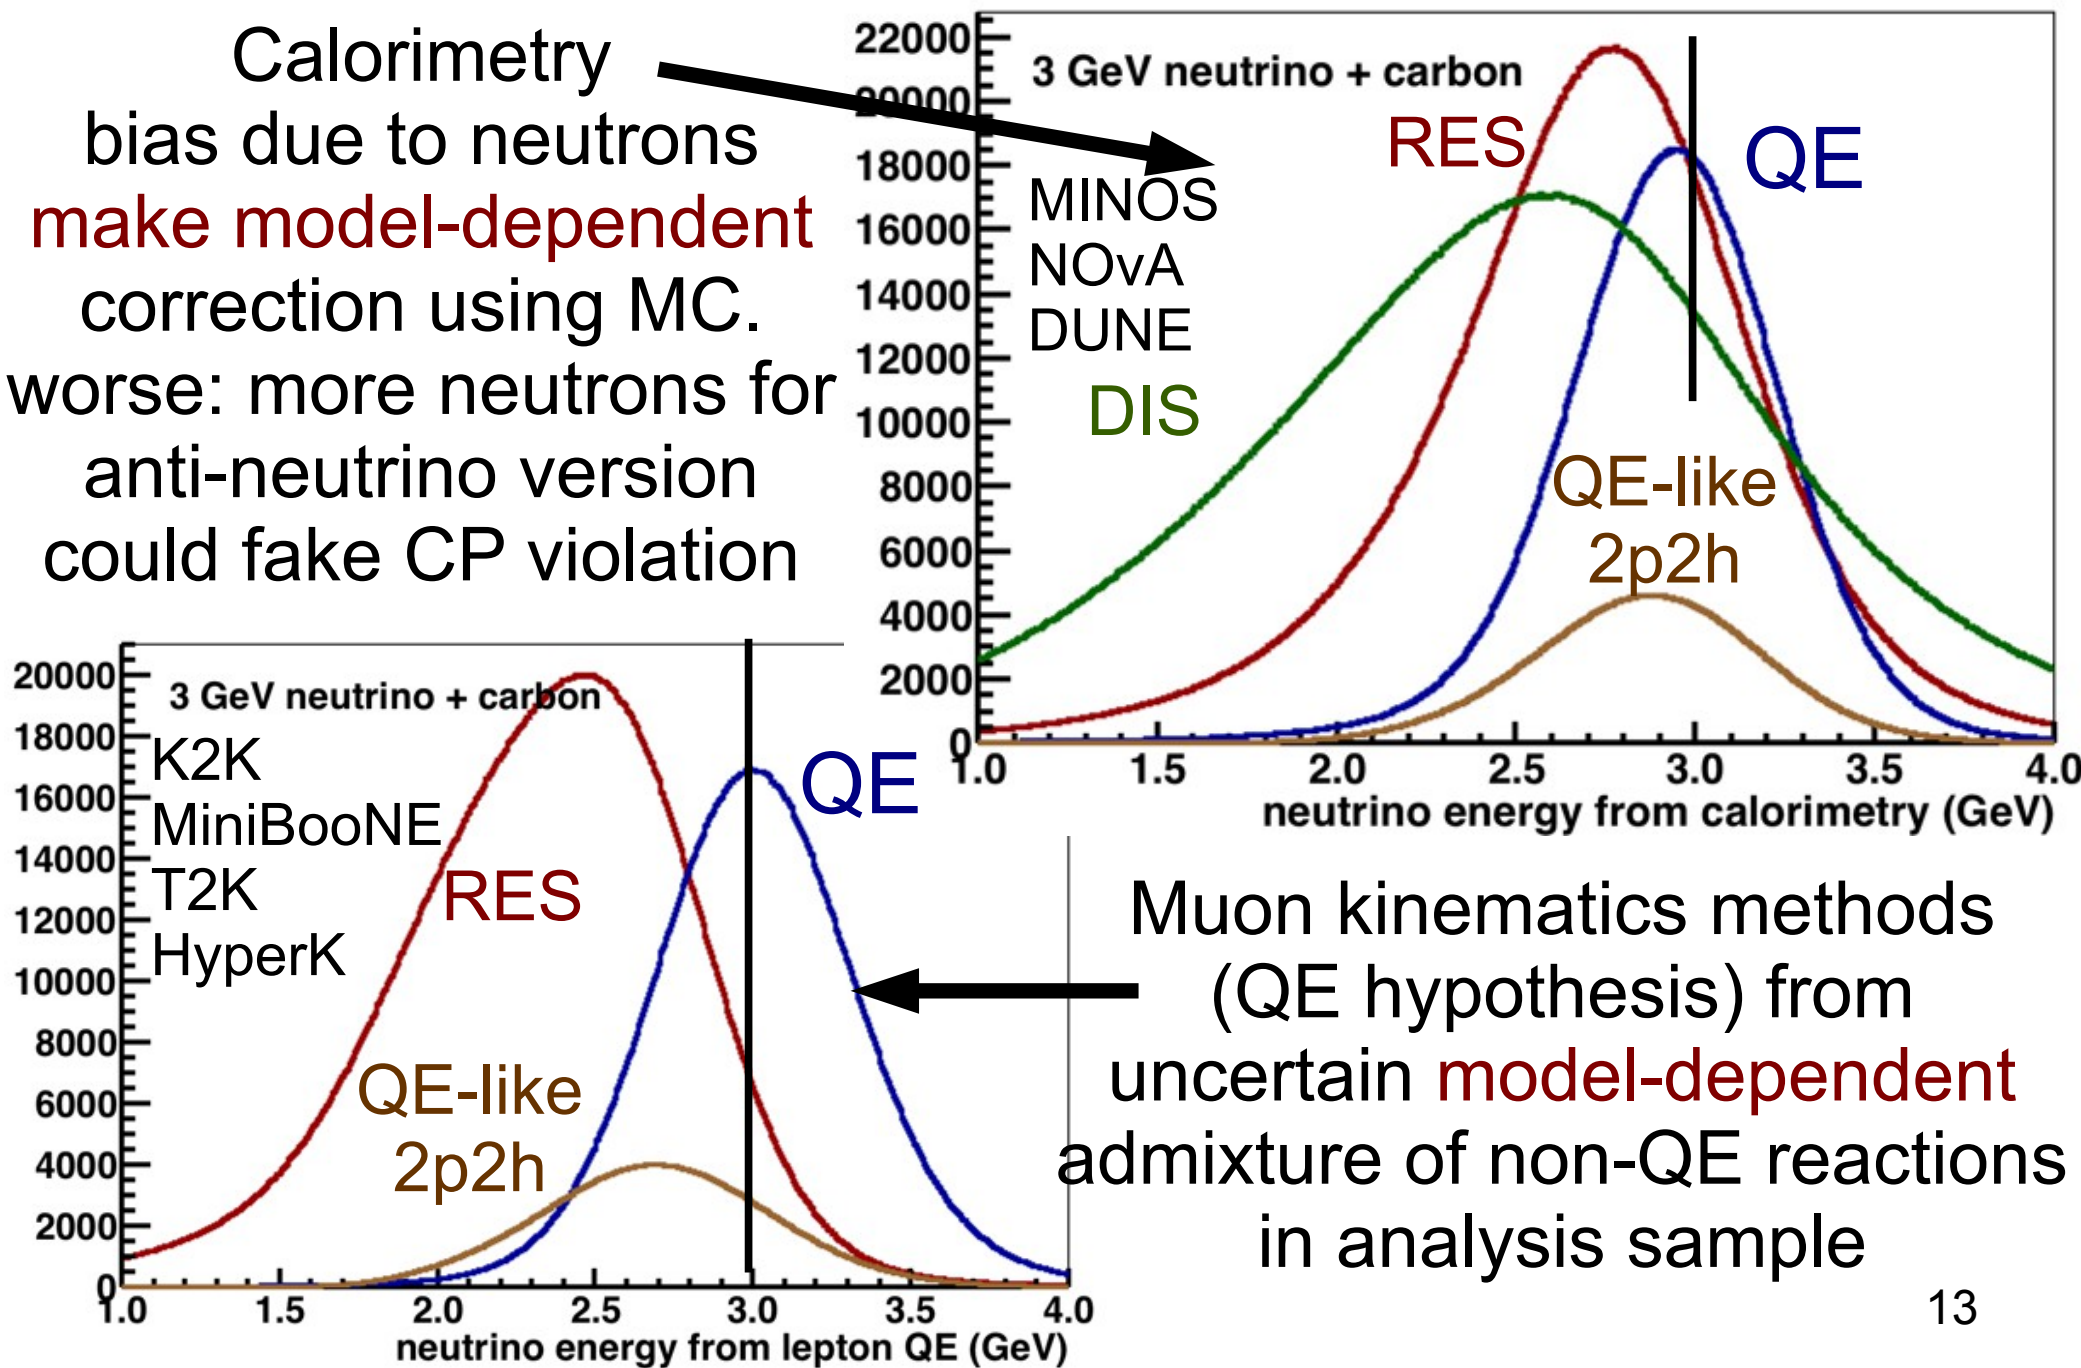 Calorimetry
bias due to neutrons
make model-dependent
correction using MC.
worse: more neutrons for
anti-neutrino version
could fake CP violation
22000
20000
18000
16000
14000
12000
10000
8000
6000
4000
2000
0
3 GeV neutrino + carbon
RES
QE
MINOS
NOvA
DUNE
DIS
QE-like
2p2h
1.0 1.5 2.0 2.5 3.0 3.5 4.0
neutrino energy from calorimetry (GeV)
20000
18000
16000
14000
12000
10000
8000
6000
4000
2000
0
3 GeV neutrino + carbon
K2K
MiniBooNE
T2K
HyperK
QE
RES
QE-like
2p2h
1.0 1.5 2.0 2.5 3.0 3.5 4.0
neutrino energy from lepton QE (GeV)
Muon kinematics methods
(QE hypothesis) from
uncertain model-dependent
admixture of non-QE reactions
in analysis sample
13